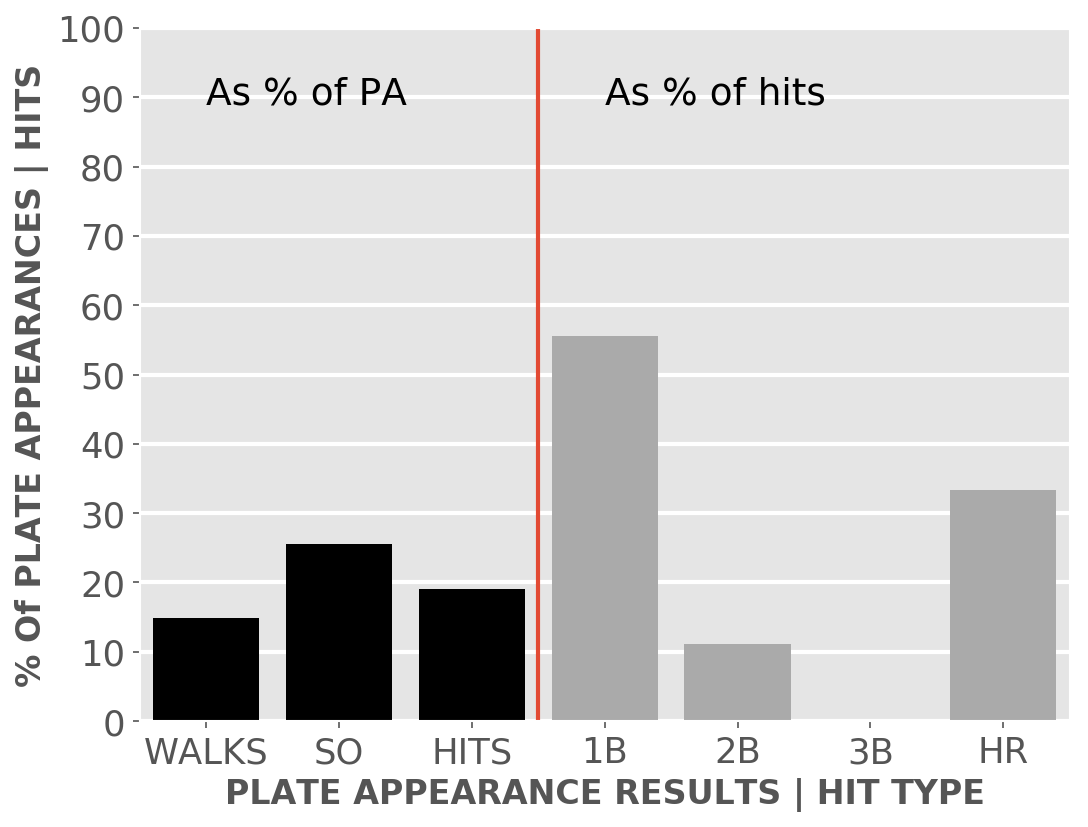 % Of PLATE APPEARANCES | HITS
100
90
80
70
60
50
40
30
20
10
0
As % of PA
As % of hits
WALKS SO HITS 1B 2B 3B HR
PLATE APPEARANCE RESULTS | HIT TYPE